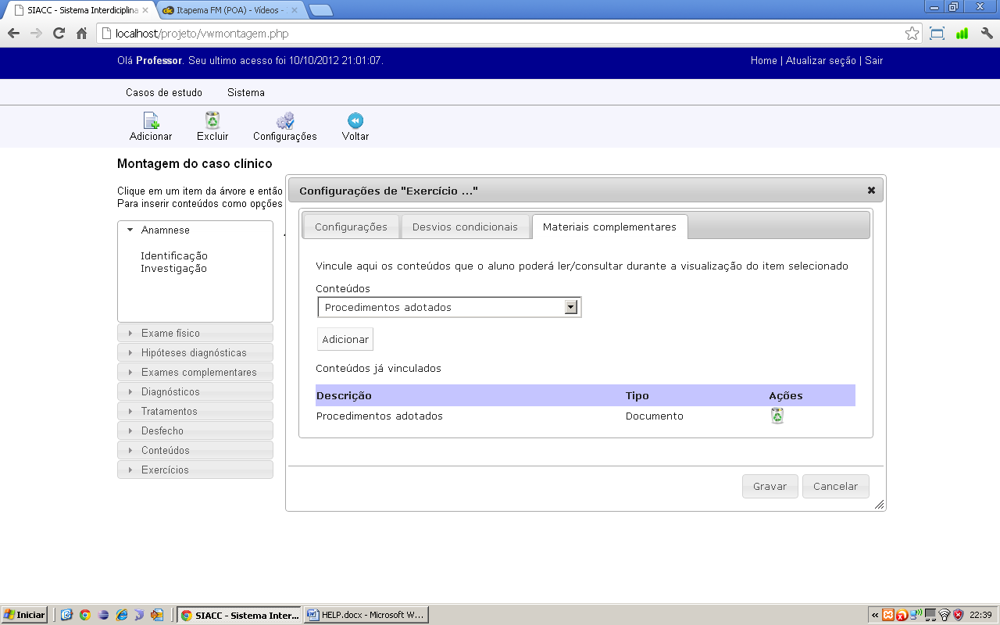 SIACC - Sistema Interdiciplina
Itapema FM (POA) - Vídeos -
localhost/projeto/vwmontagem.php
Olá Professor. Seu ultimo acesso foi 10/10/2012 21:01:07.
Home | Atualizar seção | Sair
Casos de estudo
Sistema
Adicionar
Excluir
Configurações
Voltar
Montagem do caso clínico
Clique em um item da árvore e então
Para inserir conteúdos como opções
Anamnese
Identificação
Investigação
Exame físico
Hipóteses diagnósticas
Exames complementares
Diagnósticos
Tratamentos
Desfecho
Conteúdos
Exercícios
Configurações de "Exercício ..."
Configurações
Desvios condicionais
Materiais complementares
Vincule aqui os conteúdos que o aluno poderá ler/consultar durante a visualização do item selecionado
Conteúdos
Procedimentos adotados
Adicionar
Conteúdos já vinculados
Descrição Tipo Ações
Procedimentos adotados Documento
Gravar
Cancelar
Iniciar
SIACC - Sistema Inter...
HELP.docx - Microsoft W...
22:39